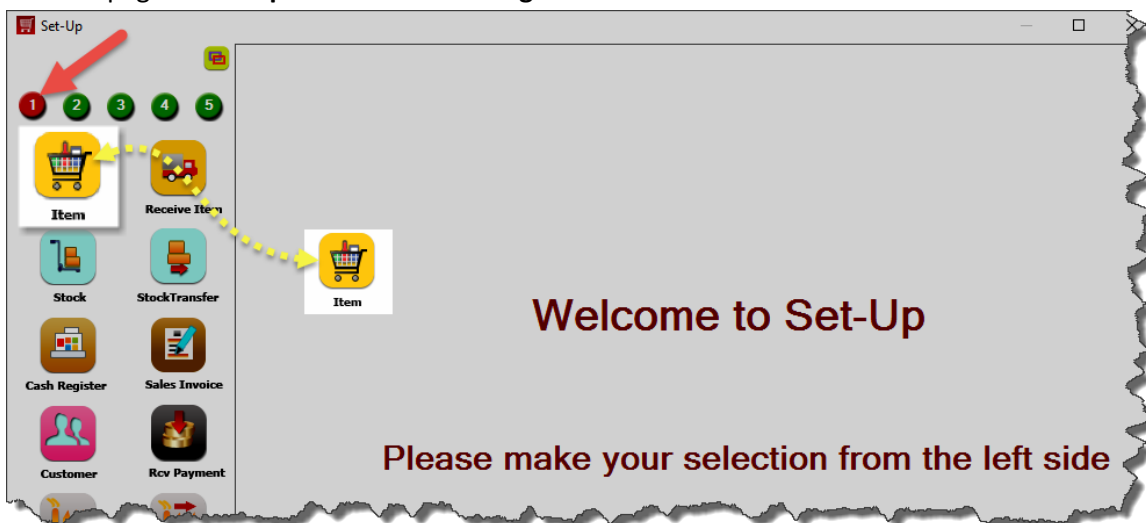 Set-Up
1 2 3 4 5
Item
Receive Item
Stock
StockTransfer
Item
Welcome to Set-Up
Cash Register
Sales Invoice
Customer
Rcv Payment
Please make your selection from the left side